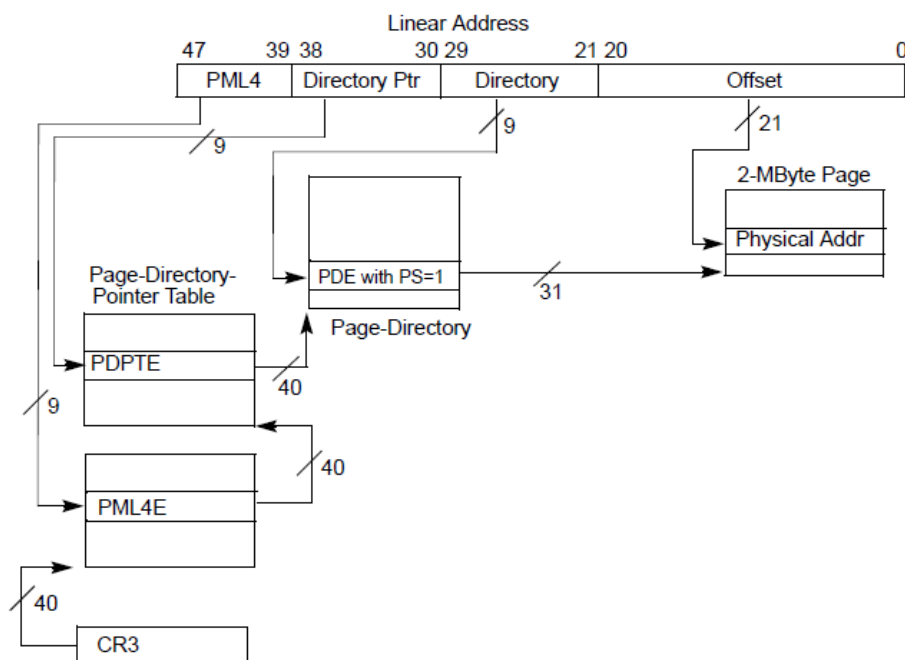 Linear Address
47 39 38 30 29 21 20 0
PML4 Directory Ptr Directory Offset
9 9 21
2-MByte Page
Physical Addr
PDE with PS=1
31
Page-Directory-
Pointer Table
Page-Directory
PDPTE
40
9
40
PML4E
40
CR3